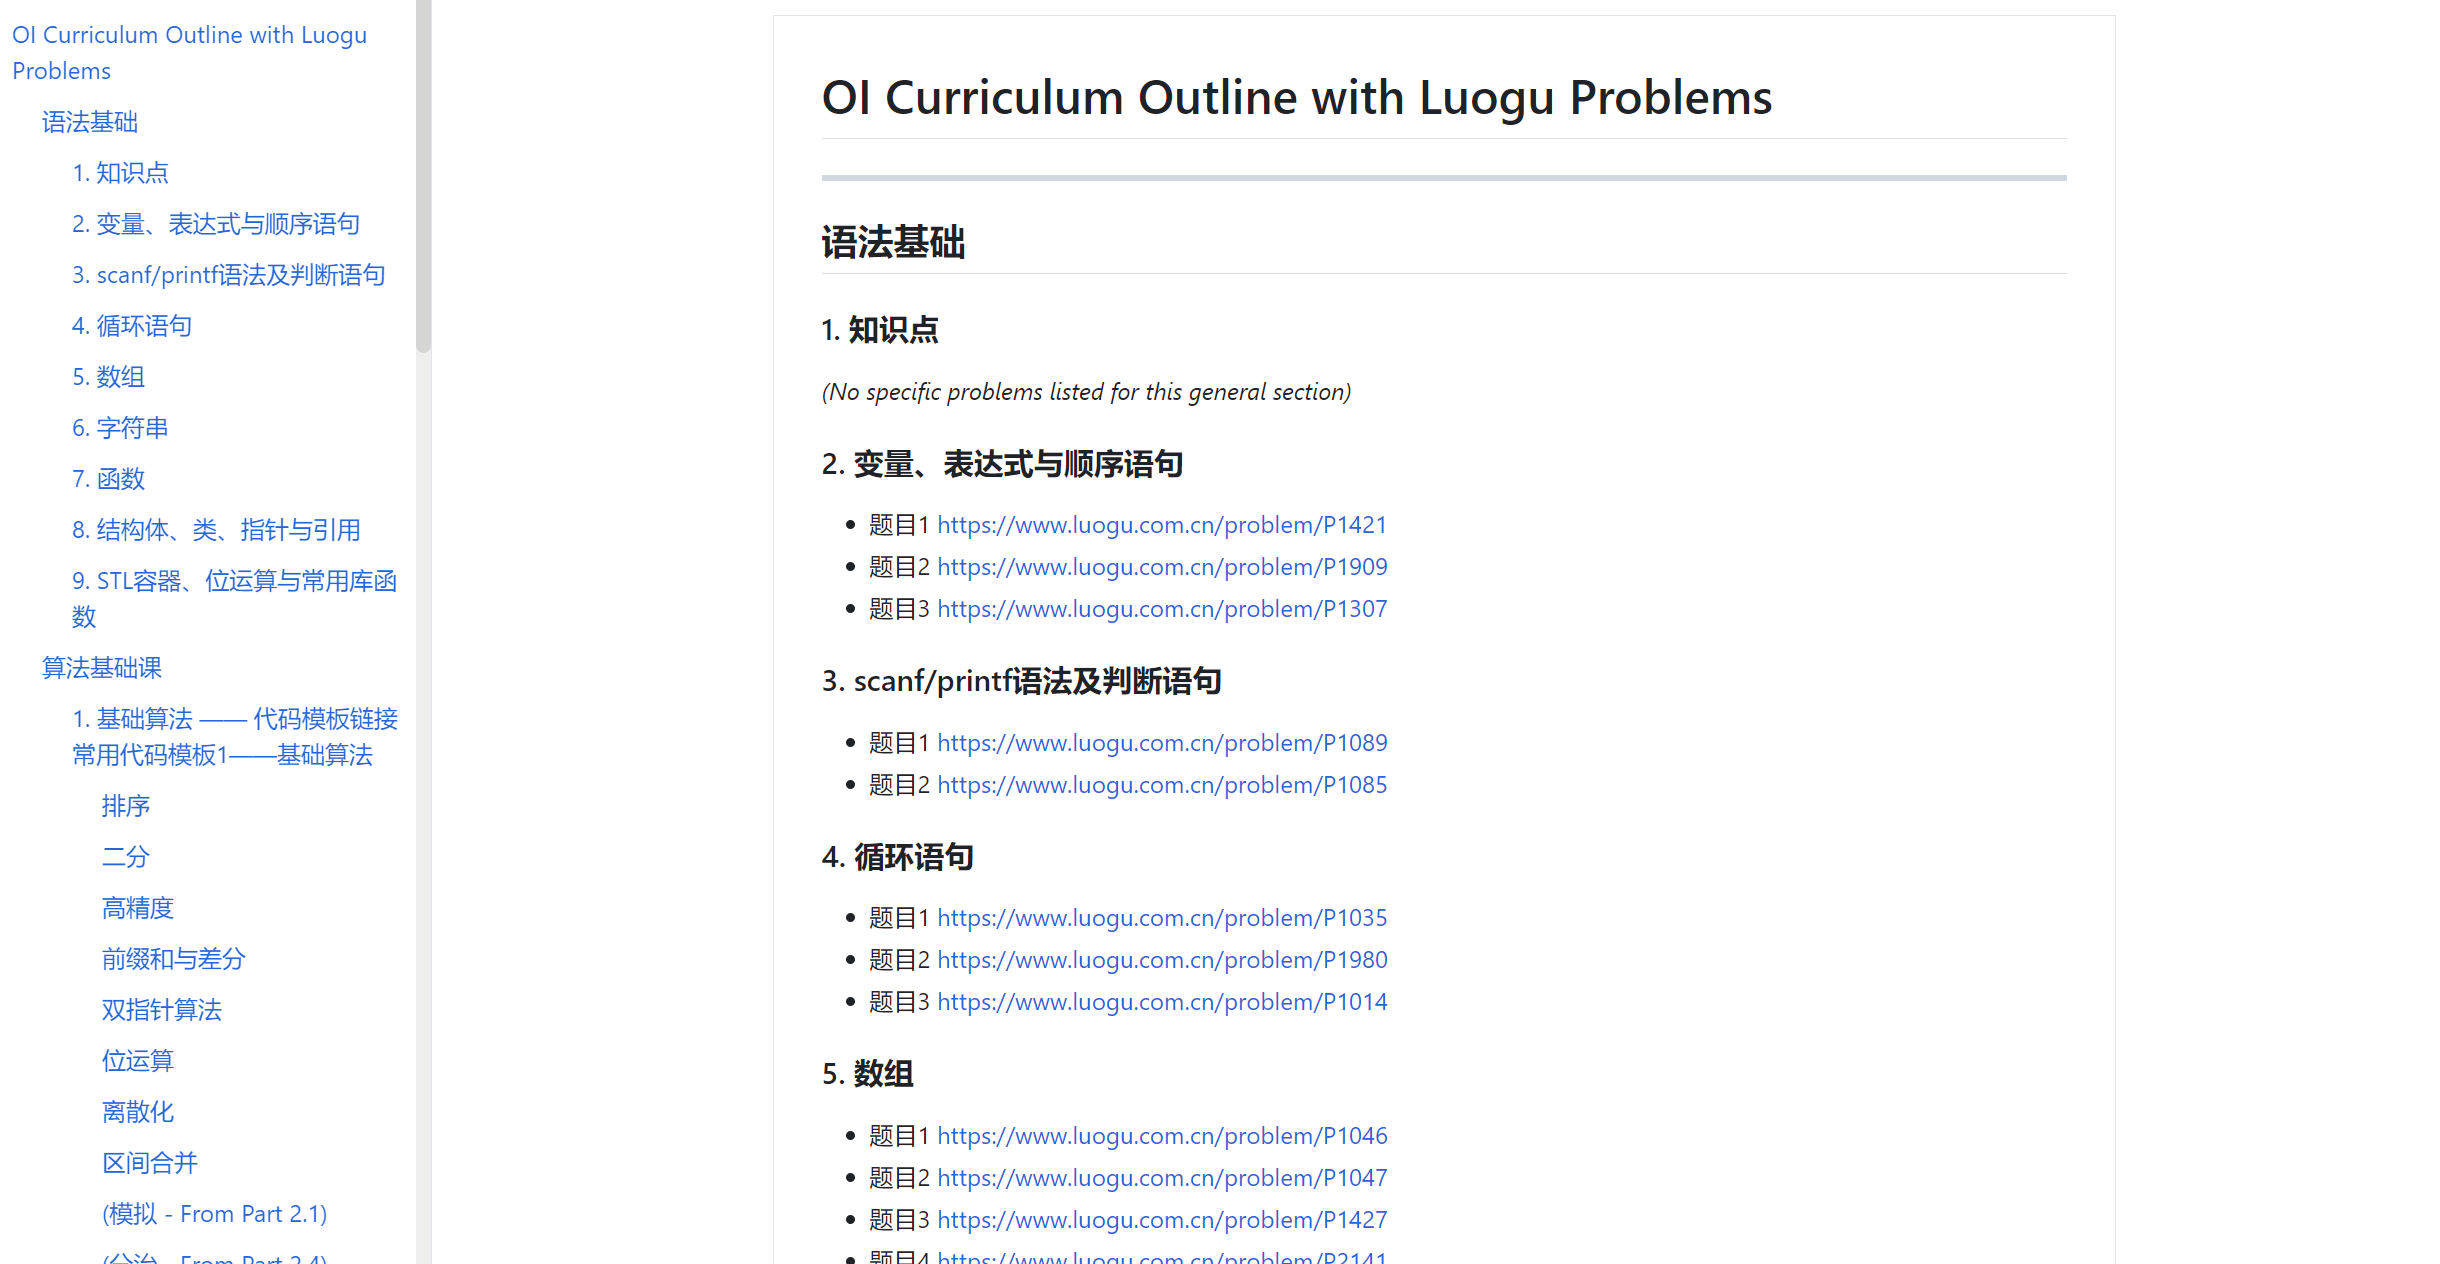 OI Curriculum Outline with Luogu
Problems
语法基础
1. 知识点
2. 变量、表达式与顺序语句
3. scanf/printf语法及判断语句
4. 循环语句
5. 数组
6. 字符串
7. 函数
8. 结构体、类、指针与引用
9. STL容器、位运算与常用库函
数
算法基础课
1. 基础算法 —— 代码模板链接
常用代码模板1——基础算法
排序
二分
高精度
前缀和与差分
双指针算法
位运算
离散化
区间合并
(模拟 - From Part 2.1)
(分治 - From Part 2.4)
OI Curriculum Outline with Luogu Problems
语法基础
1. 知识点
(No specific problems listed for this general section)
2. 变量、表达式与顺序语句
• 题目1 https://www.luogu.com.cn/problem/P1421
• 题目2 https://www.luogu.com.cn/problem/P1909
• 题目3 https://www.luogu.com.cn/problem/P1307
3. scanf/printf语法及判断语句
• 题目1 https://www.luogu.com.cn/problem/P1089
• 题目2 https://www.luogu.com.cn/problem/P1085
4. 循环语句
• 题目1 https://www.luogu.com.cn/problem/P1035
• 题目2 https://www.luogu.com.cn/problem/P1980
• 题目3 https://www.luogu.com.cn/problem/P1014
5. 数组
• 题目1 https://www.luogu.com.cn/problem/P1046
• 题目2 https://www.luogu.com.cn/problem/P1047
• 题目3 https://www.luogu.com.cn/problem/P1427
• 题目4 https://www.luogu.com.cn/problem/P2141